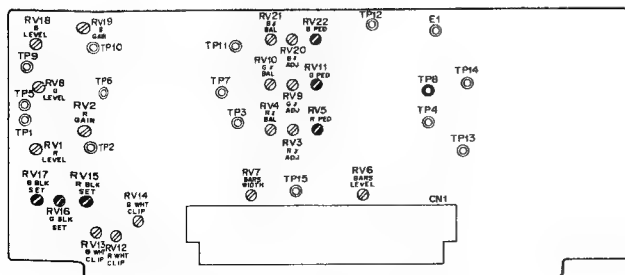 RV18
B
LEVEL
RV19
B
GAIN
TP10
TP9
RV8
G
LEVEL
TP5
TP6
TP1
RV2
R
GAIN
RV1
R
LEVEL
TP2
RV17
B BLK
SET
RV16
G BLK
SET
RV15
R BLK
SET
RV14
B WHT
CLIP
RV13
G WHT
CLIP
RV12
R WHT
CLIP
RV21
B γ
BAL
RV22
B PED
RV20
B γ
ADJ
TP11
RV10
G γ
BAL
RV11
G PED
TP7
RV9
G γ
ADJ
TP3
RV4
R γ
BAL
RV5
R PED
RV3
R γ
ADJ
RV7
BARS
WIDTH
TP15
RV6
BARS
LEVEL
CN1
TP12
E1
TP8
TP14
TP4
TP13